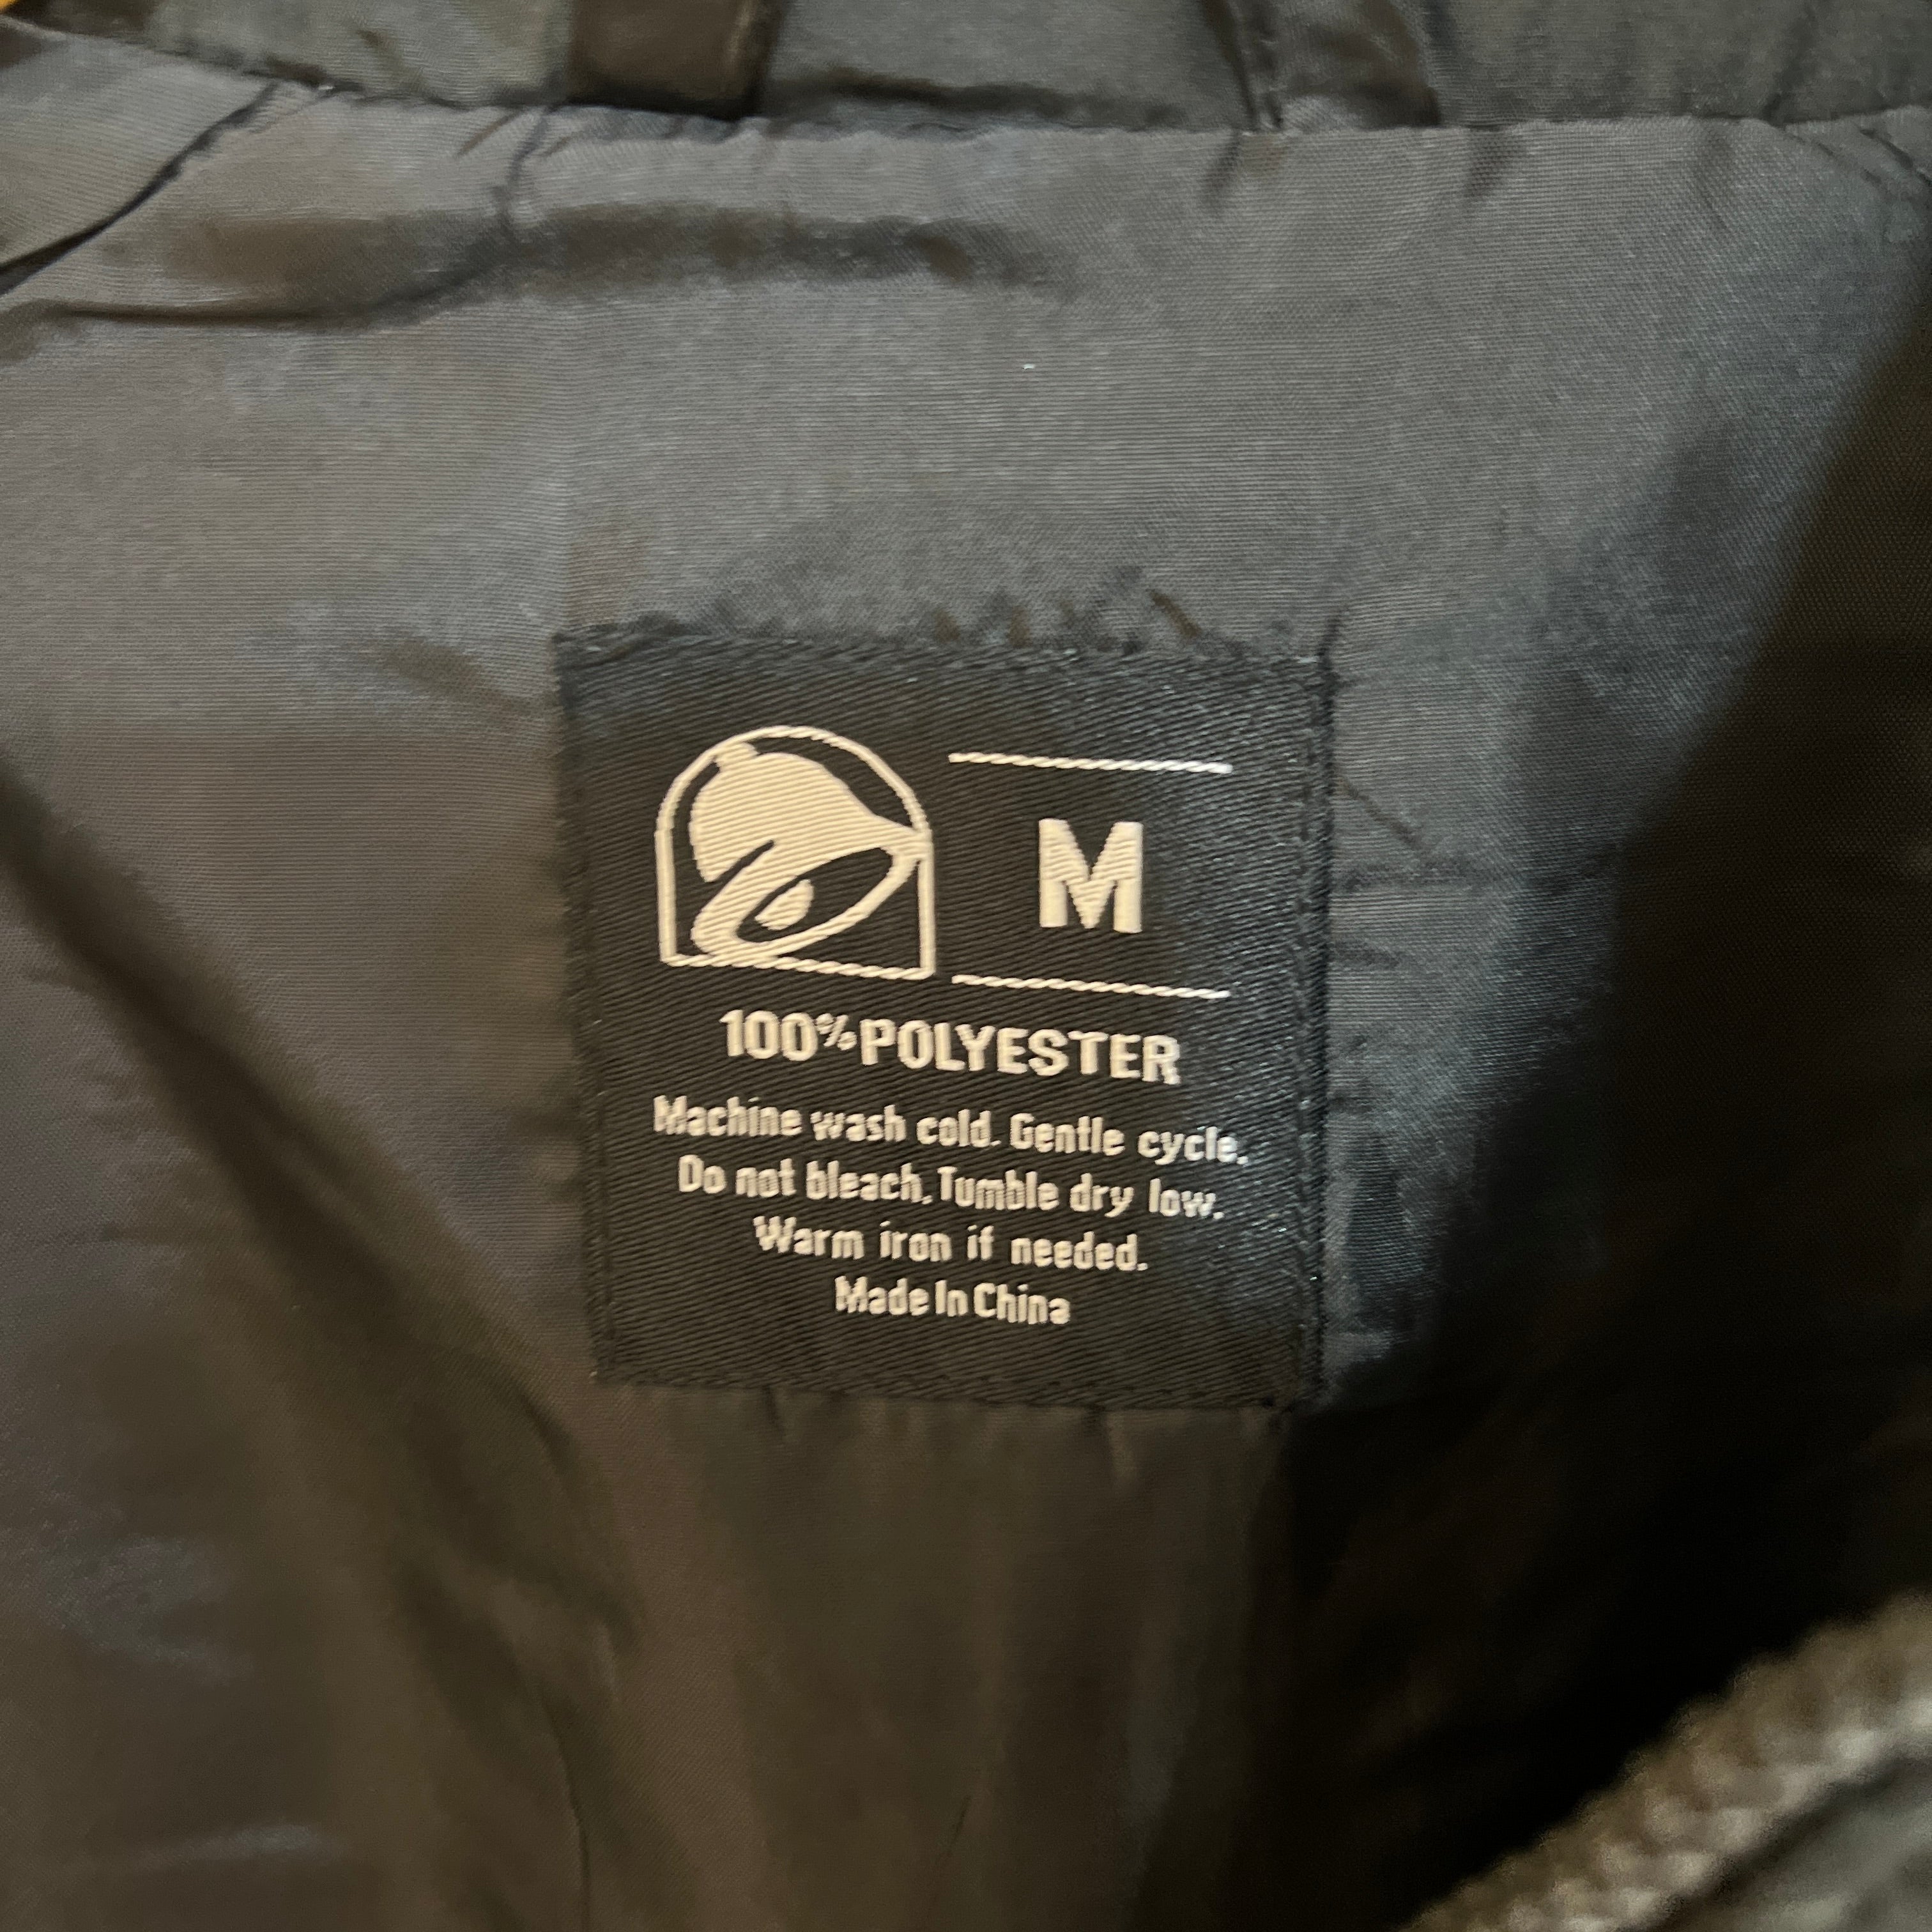 M
100% POLYESTER
Machine wash cold. Gentle cycle.
Do not bleach. Tumble dry low.
Warm iron if needed.
Made In China